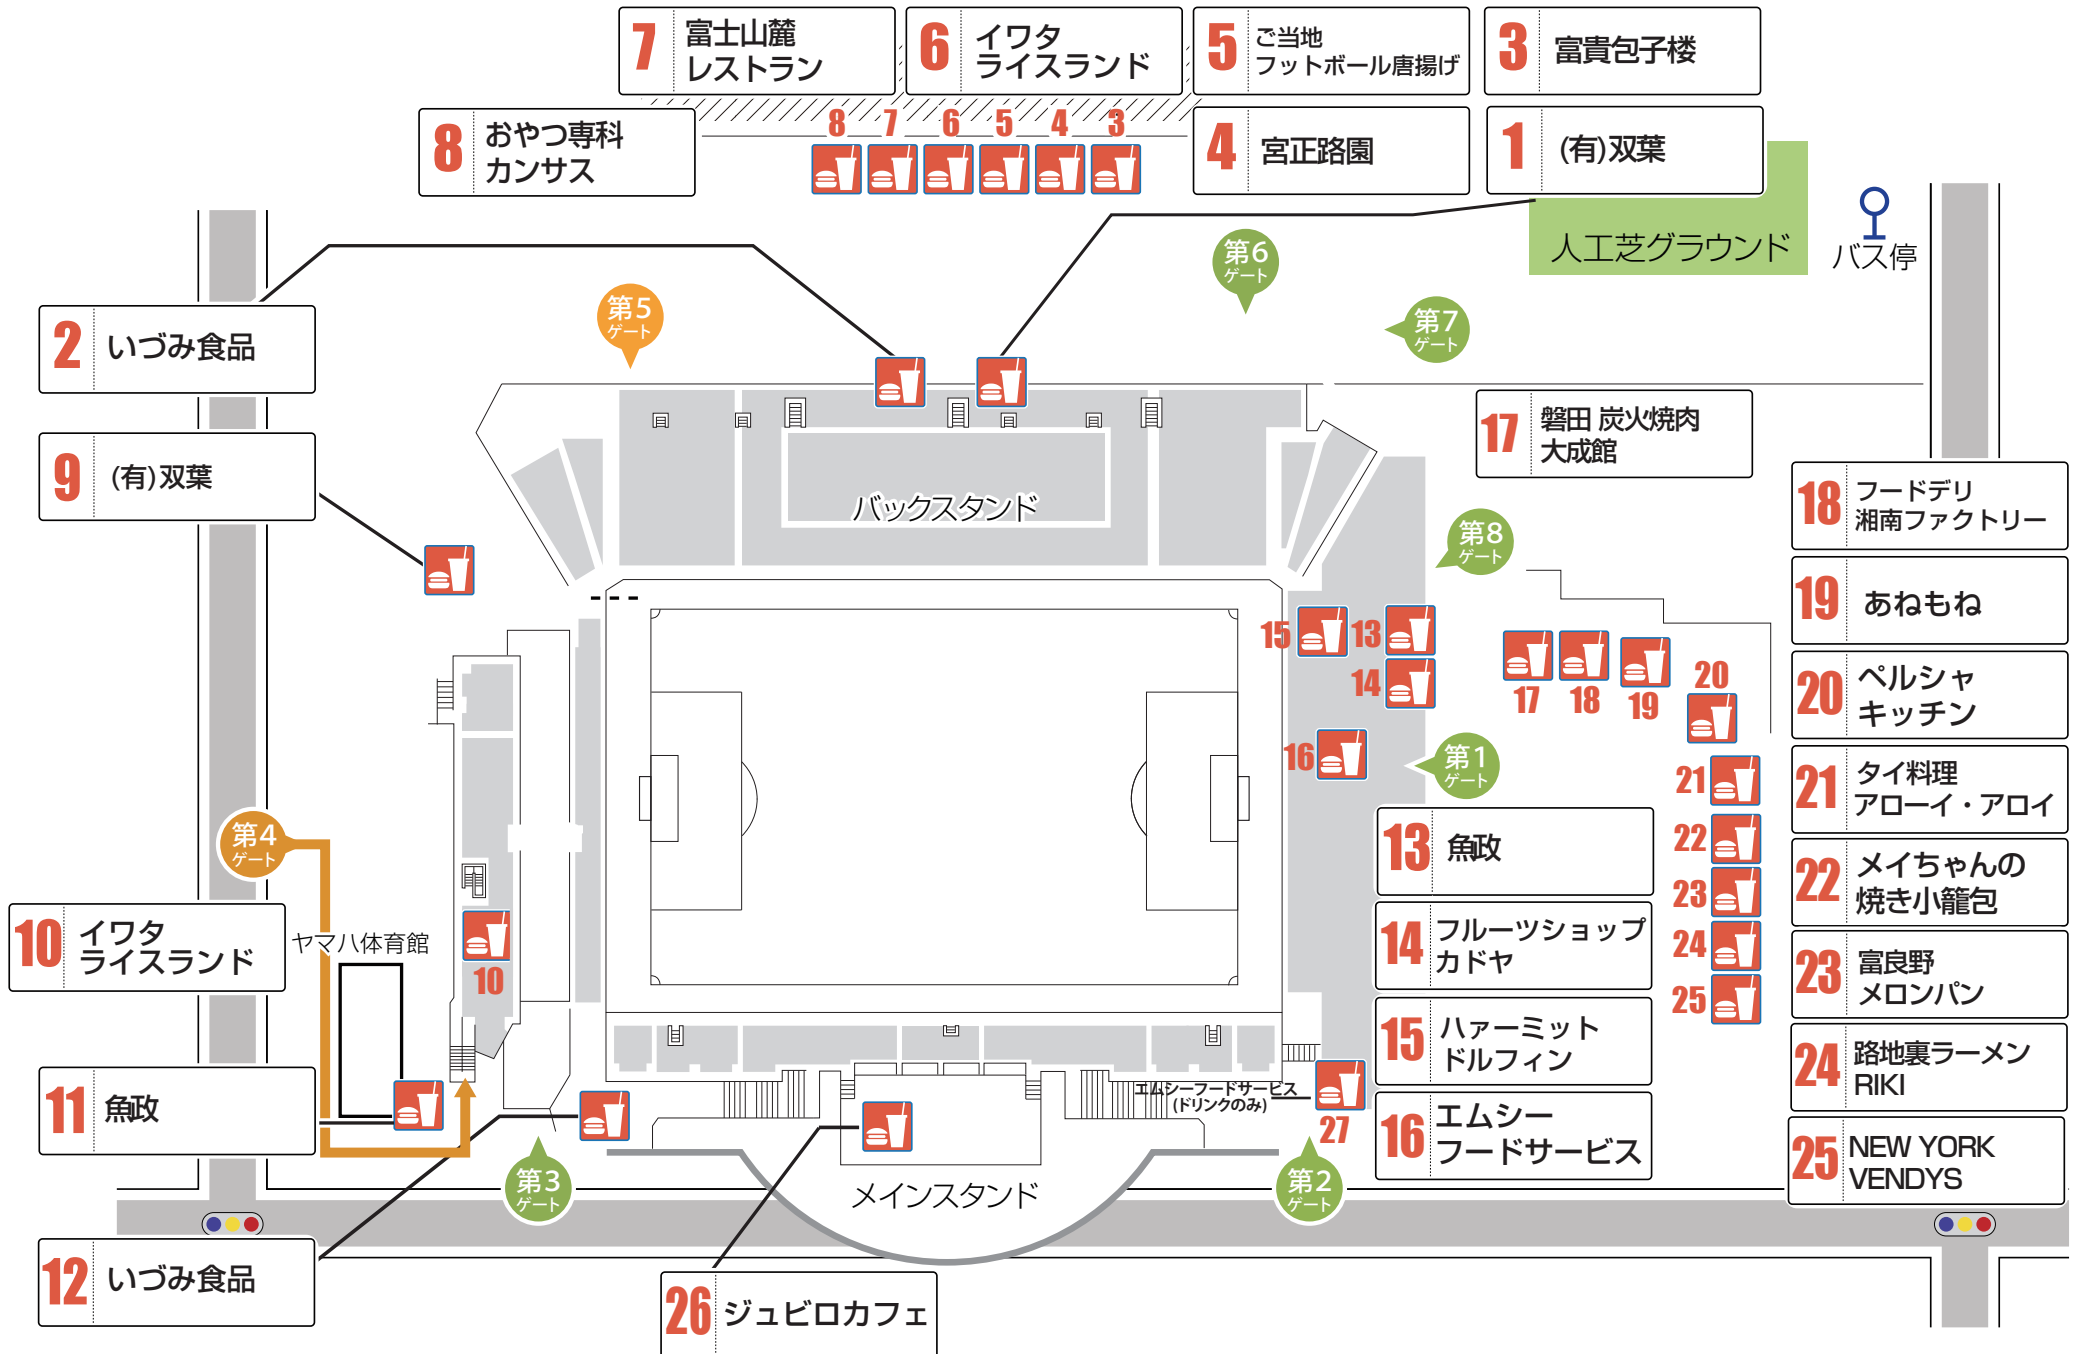 7
富士山麓
レストラン
6
イワタ
ライスランド
5
ご当地
フットボール唐揚げ
3
富貴包子楼
8
おやつ専科
カンサス
4
宮正路園
1
(有)双葉
8 7 6 5 4 3
人工芝グラウンド
バス停
第6
ゲート
第5
ゲート
第7
ゲート
2
いづみ食品
9
(有)双葉
17
磐田 炭火焼肉
大成館
バックスタンド
第8
ゲート
18
フードデリ
湘南ファクトリー
19
あねもね
20
ペルシャ
キッチン
21
タイ料理
アローイ・アロイ
22
メイちゃんの
焼き小籠包
23
富良野
メロンパン
24
路地裏ラーメン
RIKI
25
NEW YORK
VENDYS
15
13
14
16
17
18
19
20
21
22
23
24
25
第1
ゲート
13
魚政
14
フルーツショップ
カドヤ
15
ハァーミット
ドルフィン
16
エムシー
フードサービス
第4
ゲート
10
イワタ
ライスランド
ヤマハ体育館
10
11
魚政
エムシーフードサービス
(ドリンクのみ)
27
第3
ゲート
第2
ゲート
メインスタンド
12
いづみ食品
26
ジュビロカフェ